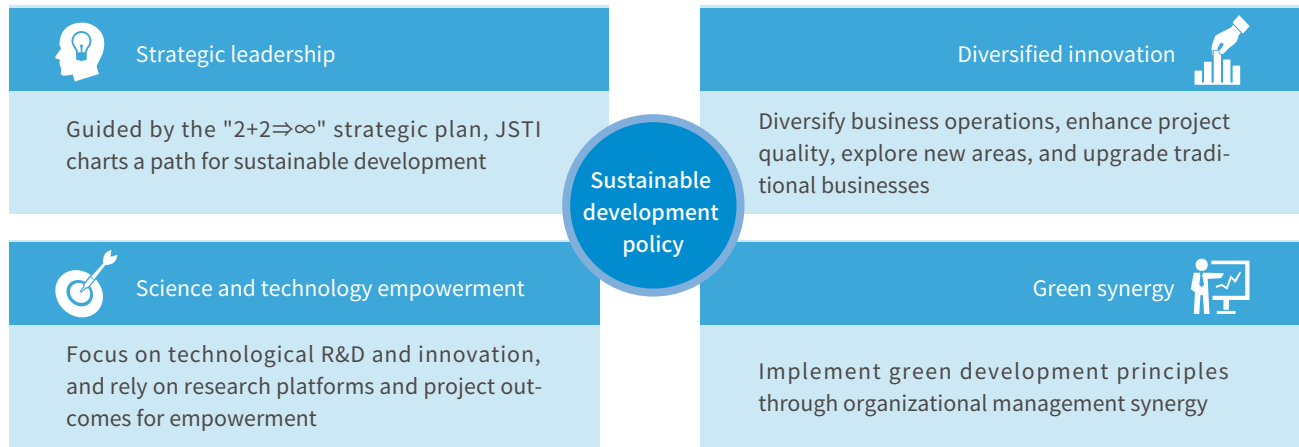 Strategic leadership
Guided by the "2+2⇒∞" strategic plan, JSTI
charts a path for sustainable development
Diversified innovation
Diversify business operations, enhance project
quality, explore new areas, and upgrade tradi-
tional businesses
Sustainable
development
policy
Science and technology empowerment
Focus on technological R&D and innovation,
and rely on research platforms and project out-
comes for empowerment
Green synergy
Implement green development principles
through organizational management synergy